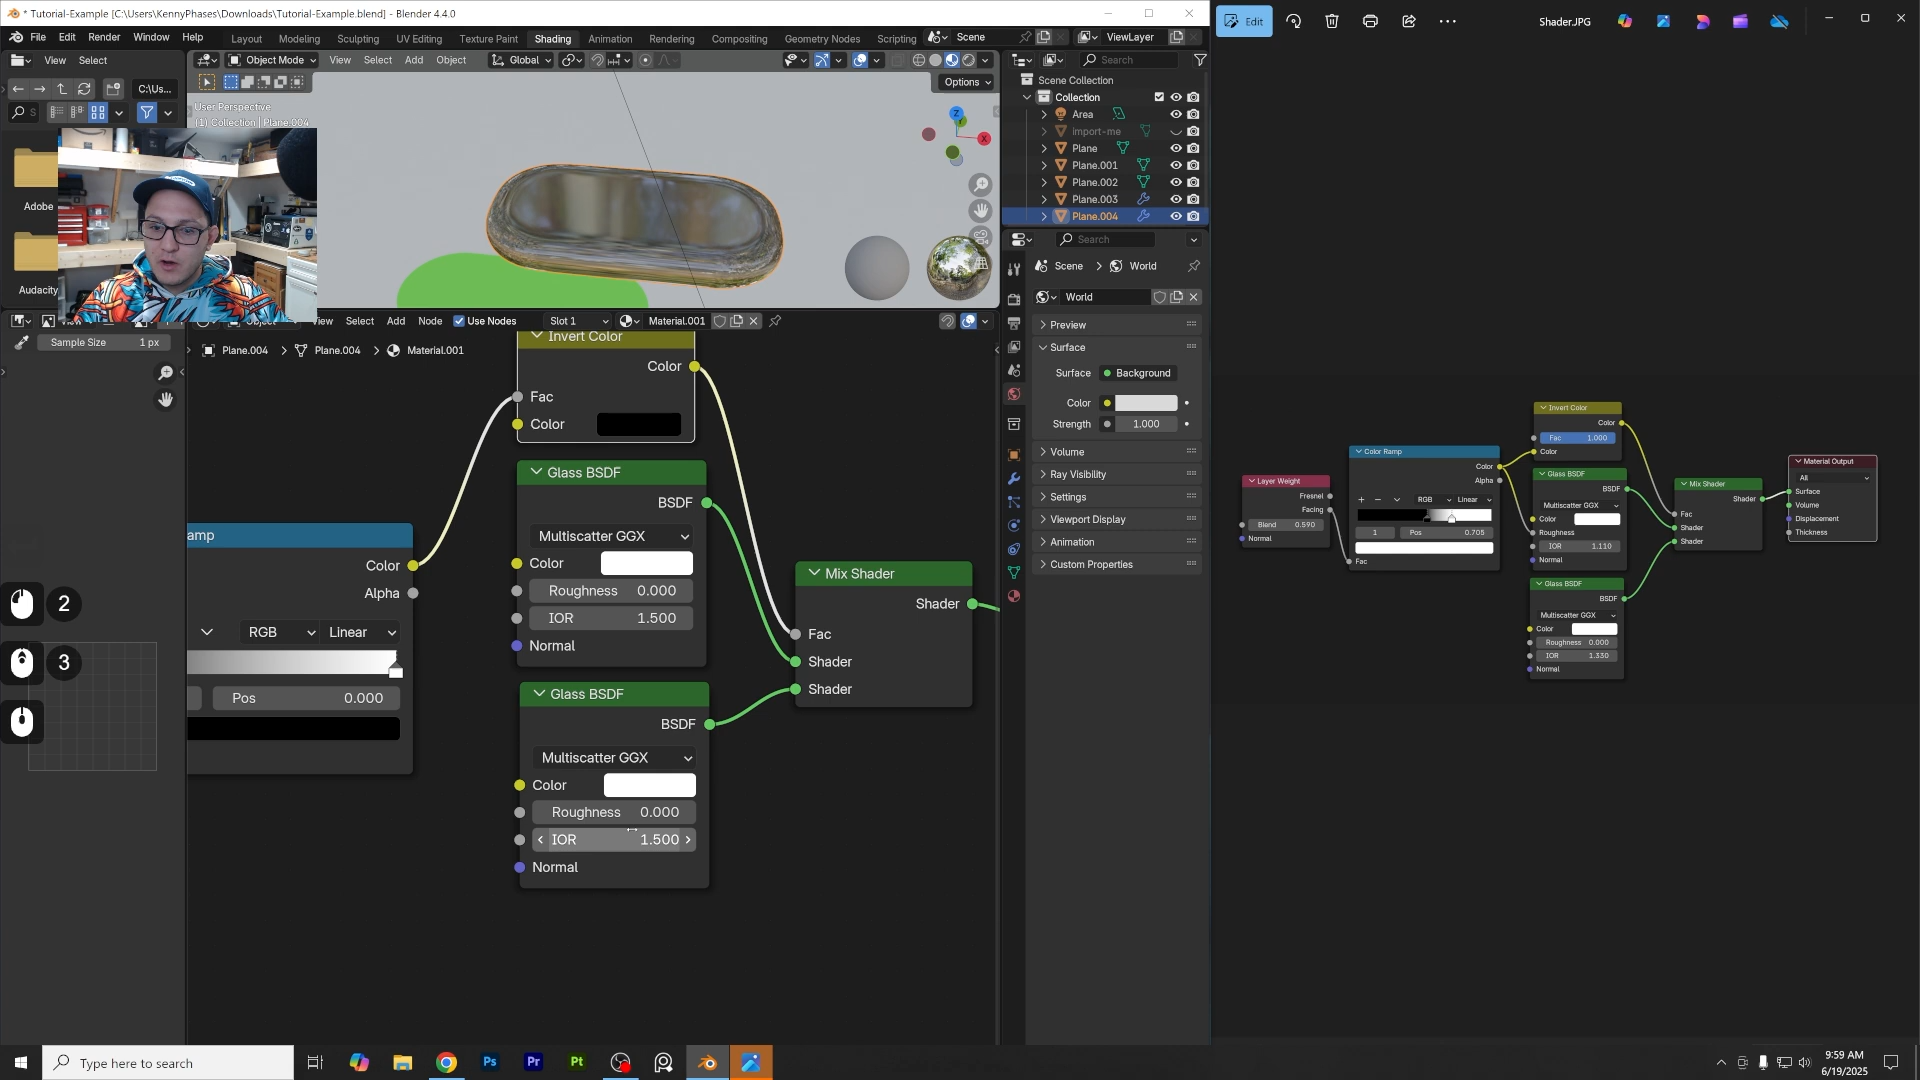 * Tutorial-Example [C:\Users\KennyPhases\Downloads\Tutorial-Example.blend] - Blender 4.4.0
File Edit Render Window Help
Layout Modeling Sculpting UV Editing Texture Paint Shading Animation Rendering Compositing Geometry Nodes Scripting
Scene
ViewLayer
View Select
Object Mode View Select Add Object
Global
Search
C:\Us...
Options
User Perspective
(1) Collection | Plane.004
Z
Y
X
Adobe
Audacity
Scene Collection
Collection
Area
import-me
Plane
Plane.001
Plane.002
Plane.003
Plane.004
Search
Scene > World
World
Preview
Surface
Surface Background
Color
Strength 1.000
Volume
Ray Visibility
Settings
Viewport Display
Animation
Custom Properties
Select Add Node Use Nodes Slot 1 Material.001
Sample Size 1 px
Plane.004 > Plane.004 > Material.001
Invert Color
Color
Fac
Color
Glass BSDF
BSDF
Multiscatter GGX
Color
Roughness 0.000
IOR 1.500
Normal
Color
Alpha
RGB Linear
Pos 0.000
Mix Shader
Shader
Fac
Shader
Shader
Glass BSDF
BSDF
Multiscatter GGX
Color
Roughness 0.000
IOR 1.500
Normal
2
3
Edit
Shader.JPG
Layer Weight
Fresnel
Facing
Blend 0.590
Normal
Color Ramp
Color
Alpha
RGB Linear
1 Pos 0.705
Fac
Invert Color
Color
Fac 1.000
Color
Glass BSDF
BSDF
Multiscatter GGX
Color
Roughness
IOR 1.110
Normal
Glass BSDF
BSDF
Multiscatter GGX
Color
Roughness 0.000
IOR 1.330
Normal
Mix Shader
Shader
Fac
Shader
Shader
Material Output
All
Surface
Volume
Displacement
Thickness
Type here to search
Ps Pr Pt
9:59 AM
6/19/2025